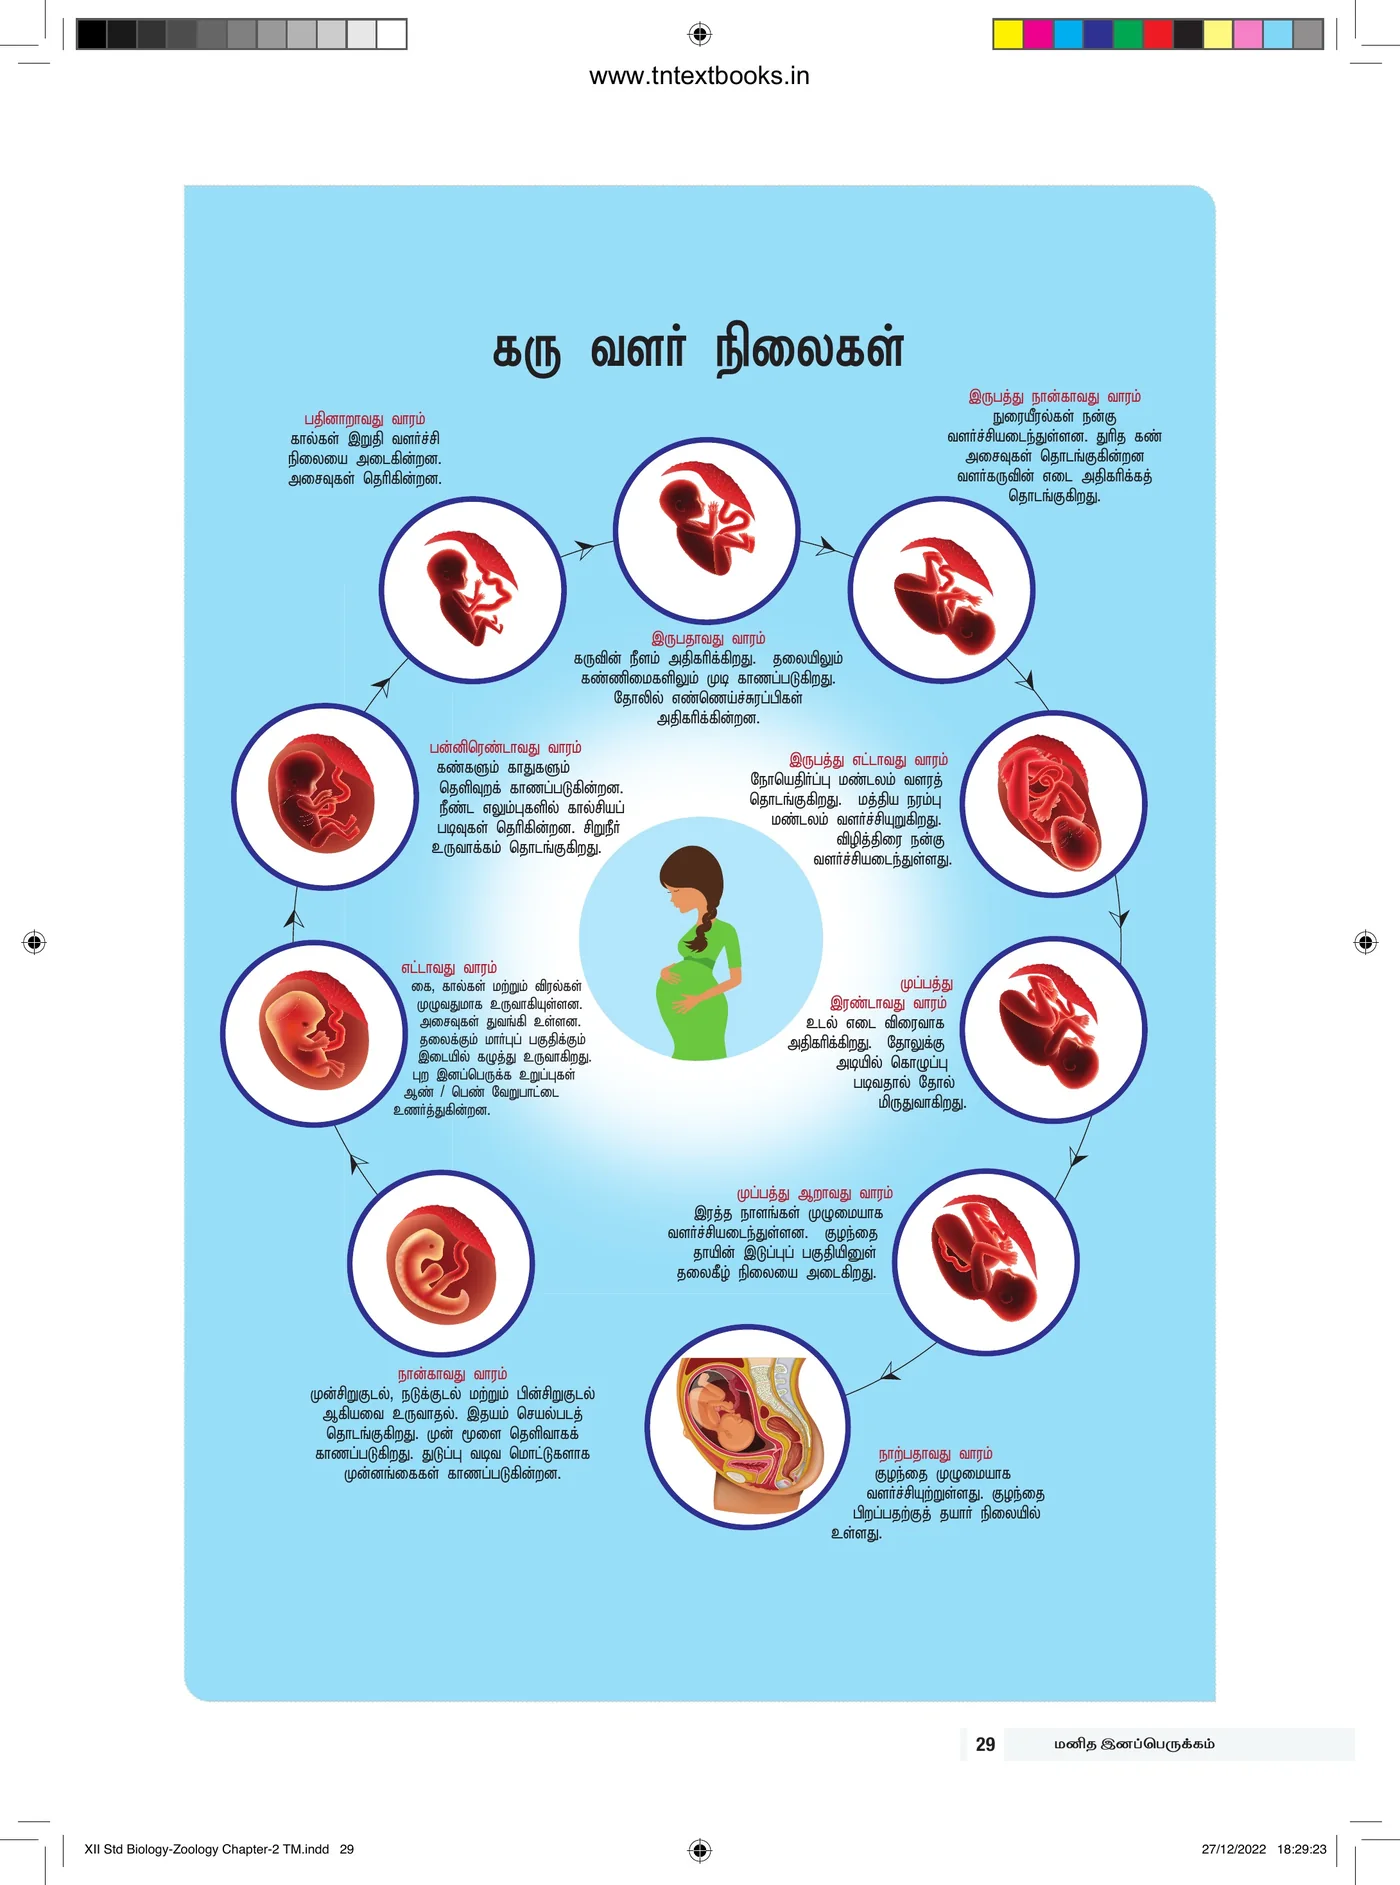 www.tntextbooks.in
கரு வளர் நிலைகள்
நான்காவது வாரம்
முன்சிறுகுடல், நடுக்குடல் மற்றும் பின்சிறுகுடல்
ஆகியவை உருவாதல். இதயம் செயல்படத்
தொடங்குகிறது. முன் மூளை தெளிவாகக்
காணப்படுகிறது. துடுப்பு வடிவ மொட்டுகளாக
முன்னங்கைகள் காணப்படுகின்றன.
எட்டாவது வாரம்
கை, கால்கள் மற்றும் விரல்கள்
முழுவதுமாக உருவாகியுள்ளன.
அசைவுகள் துவங்கி உள்ளன.
தலைக்கும் மார்புப் பகுதிக்கும்
இடையில் கழுத்து உருவாகிறது.
புற இனப்பெருக்க உறுப்புகள்
ஆண் / பெண் வேறுபாட்டை
உணர்த்துகின்றன.
பன்னிரெண்டாவது வாரம்
கண்களும் காதுகளும்
தெளிவுறக் காணப்படுகின்றன.
நீண்ட எலும்புகளில் கால்சியப்
படிவுகள் தெரிகின்றன. சிறுநீர்
உருவாக்கம் தொடங்குகிறது.
பதினாறாவது வாரம்
கால்கள் இறுதி வளர்ச்சி
நிலையை அடைகின்றன.
அசைவுகள் தெரிகின்றன.
இருபதாவது வாரம்
கருவின் நீளம் அதிகரிக்கிறது. தலையிலும்
கண்ணிமைகளிலும் முடி காணப்படுகிறது.
தோலில் எண்ணெய்ச்சுரப்பிகள்
அதிகரிக்கின்றன.
இருபத்து நான்காவது வாரம்
நுரையீரல்கள் நன்கு
வளர்ச்சியடைந்துள்ளன. துரித கண்
அசைவுகள் தொடங்குகின்றன
வளர்கருவின் எடை அதிகரிக்கத்
தொடங்குகிறது.
இருபத்து எட்டாவது வாரம்
நோயெதிர்ப்பு மண்டலம் வளரத்
தொடங்குகிறது. மத்திய நரம்பு
மண்டலம் வளர்ச்சியுறுகிறது.
விழித்திரை நன்கு
வளர்ச்சியடைந்துள்ளது.
முப்பத்து
இரண்டாவது வாரம்
உடல் எடை விரைவாக
அதிகரிக்கிறது. தோலுக்கு
அடியில் கொழுப்பு
படிவதால் தோல்
மிருதுவாகிறது.
முப்பத்து ஆறாவது வாரம்
இரத்த நாளங்கள் முழுமையாக
வளர்ச்சியடைந்துள்ளன. குழந்தை
தாயின் இடுப்புப் பகுதியினுள்
தலைகீழ் நிலையை அடைகிறது.
நாற்பதாவது வாரம்
குழந்தை முழுமையாக
வளர்ச்சியுற்றுள்ளது. குழந்தை
பிறப்பதற்குத் தயார் நிலையில்
உள்ளது.
29 மனித இனப்பெருக்கம்
XII Std Biology-Zoology Chapter-2 TM.indd 29
27/12/2022 18:29:23